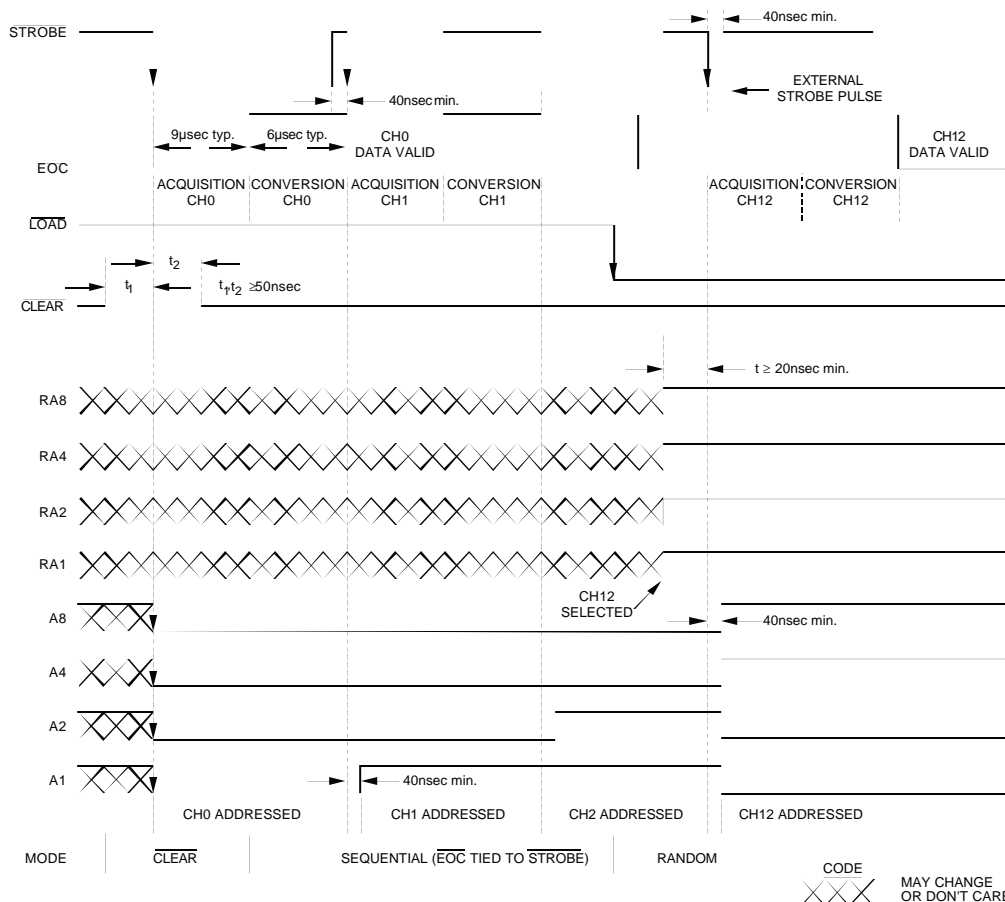 40nsec min.
STROBE
EXTERNAL
STROBE PULSE
40nsec min.
9µsec typ.
6µsec typ.
CH0
DATA VALID
CH12
DATA VALID
EOC
ACQUISITION
CH0
CONVERSION
CH0
ACQUISITION
CH1
CONVERSION
CH1
ACQUISITION
CH12
CONVERSION
CH12
LOAD
t2
t1
t1, t2 ≥50nsec
CLEAR
t ≥ 20nsec min.
RA8
RA4
RA2
RA1
CH12
SELECTED
A8
40nsec min.
A4
A2
A1
40nsec min.
CH0 ADDRESSED
CH1 ADDRESSED
CH2 ADDRESSED
CH12 ADDRESSED
MODE
CLEAR
SEQUENTIAL (EOC TIED TO STROBE)
RANDOM
CODE
MAY CHANGE
OR DON'T CARE